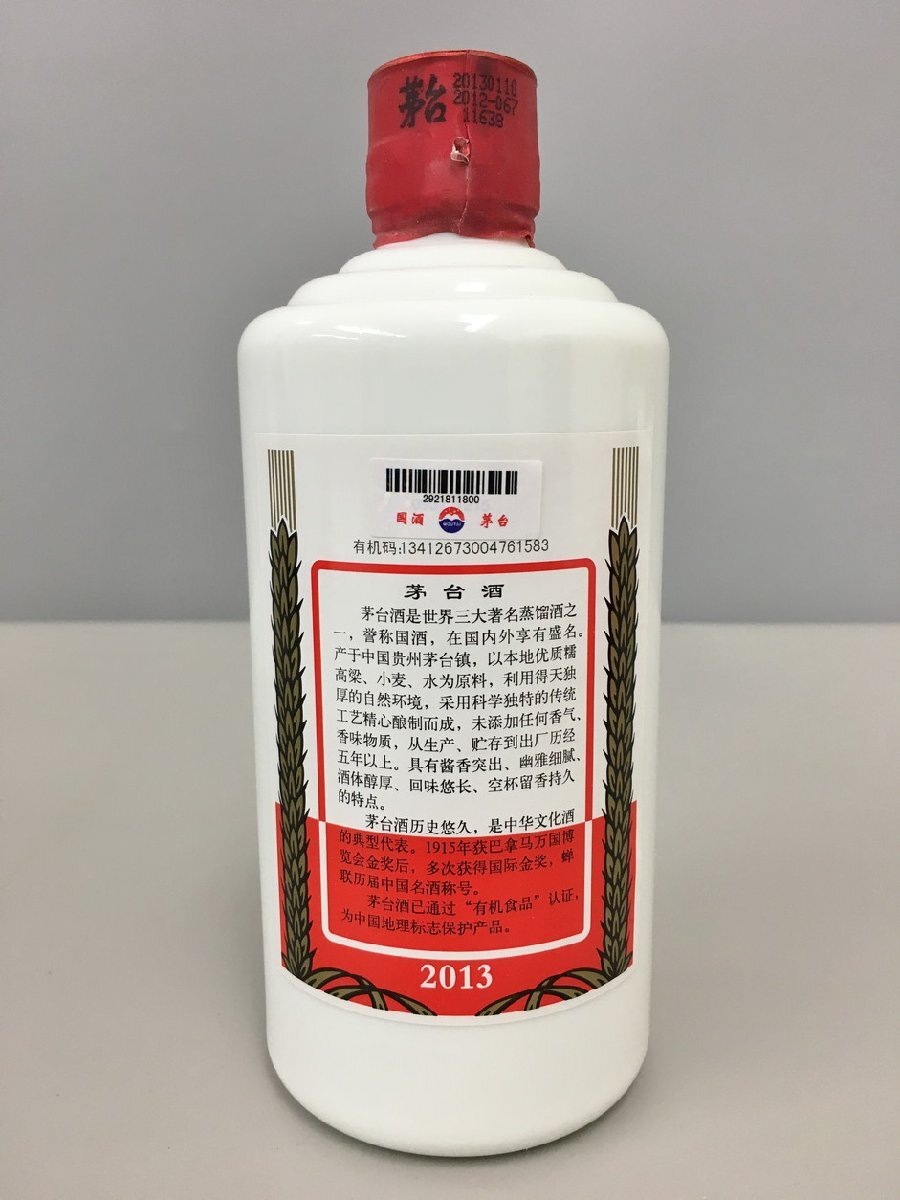 茅台
20130110
2012-067
11638
2921811800
国酒 MOUTAI 茅台
有机码:13412673004761583
茅台酒
茅台酒是世界三大著名蒸馏酒之
一，誉称国酒，在国内外享有盛名。
产于中国贵州茅台镇，以本地优质糯
高粱、小麦、水为原料，利用得天独
厚的自然环境，采用科学独特的传统
工艺精心酿制而成，未添加任何香气、
香味物质，从生产、贮存到出厂历经
五年以上。具有酱香突出、幽雅细腻、
酒体醇厚、回味悠长、空杯留香持久
的特点。
茅台酒历史悠久，是中华文化酒
的典型代表。1915年获巴拿马万国博
览会金奖后，多次获得国际金奖，蝉
联历届中国名酒称号。
茅台酒已通过“有机食品”认证，
为中国地理标志保护产品。
2013